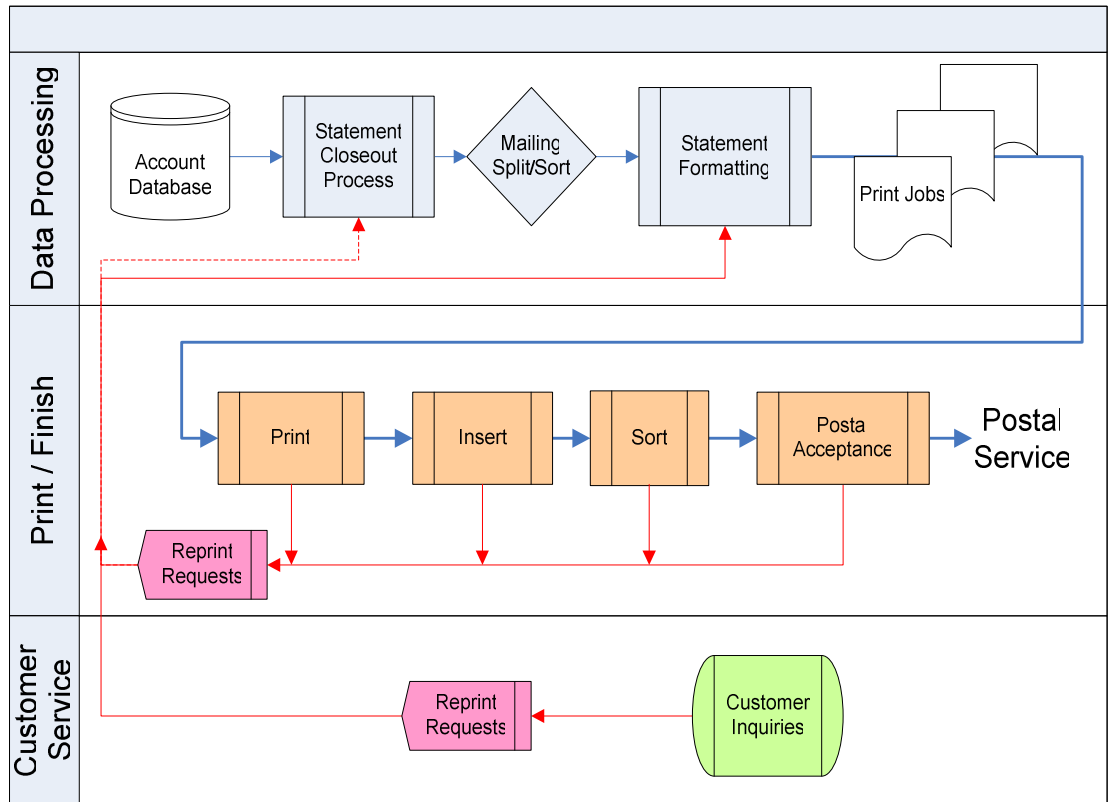 Data Processing
Account
Database
Statement
Closeout
Process
Mailing
Split/Sort
Statement
Formatting
Print Jobs
Print / Finish
Print
Insert
Sort
Posta
Acceptance
Postal
Service
Reprint
Requests
Customer
Service
Reprint
Requests
Customer
Inquiries